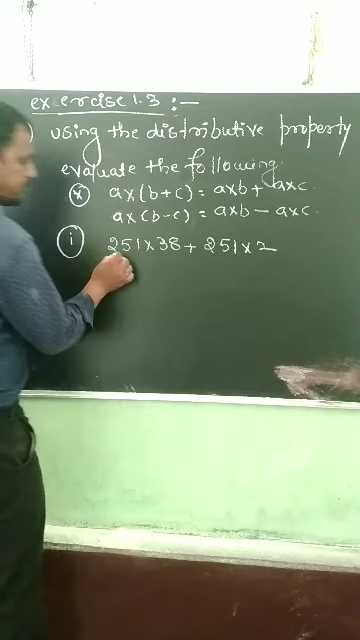 exercise 1.3 :-
) using the distributive property
evaluate the following.
* a×(b+c) = a×b + a×c.
a×(b-c) = a×b - a×c.
i 251×38 + 251×2